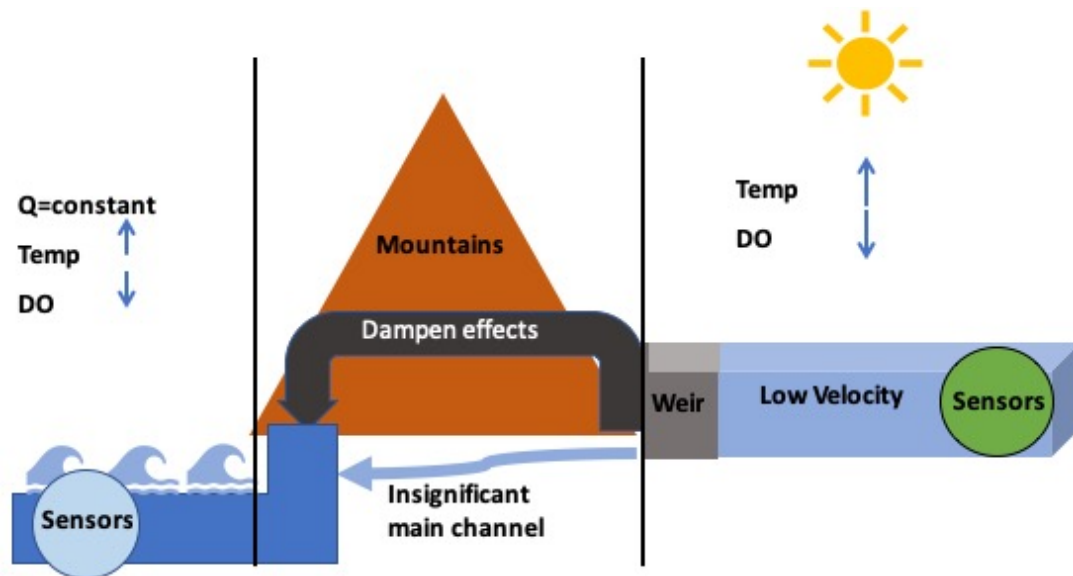 Q=constant
Temp
DO
Mountains
Dampen effects
Insignificant
main channel
Sensors
Temp
DO
Weir
Low Velocity
Sensors